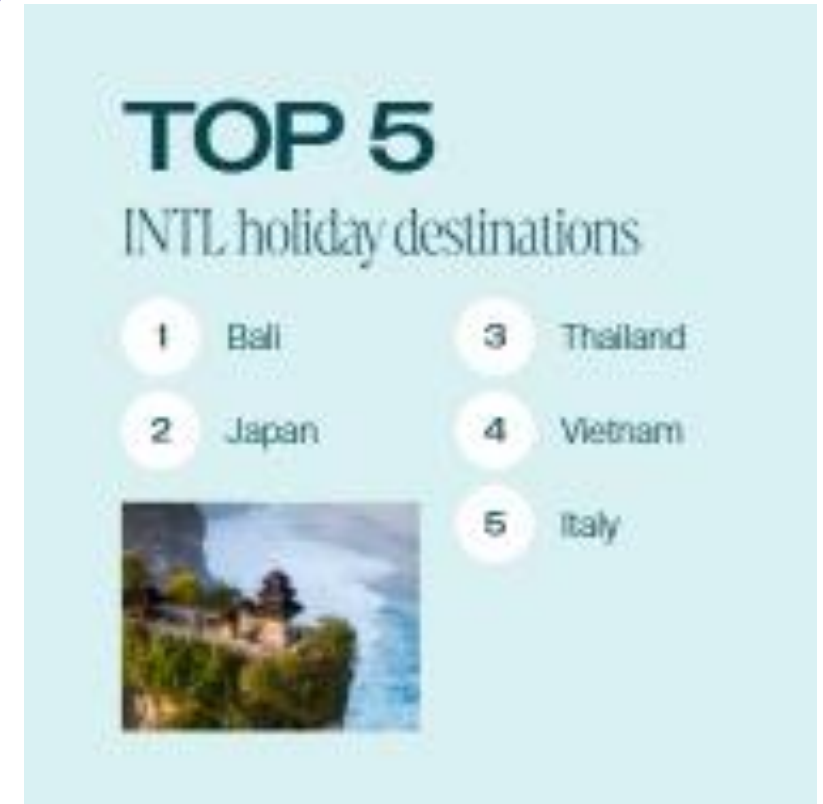 TOP 5
INTL holiday destinations
1 Bali
2 Japan
3 Thailand
4 Vietnam
5 Italy